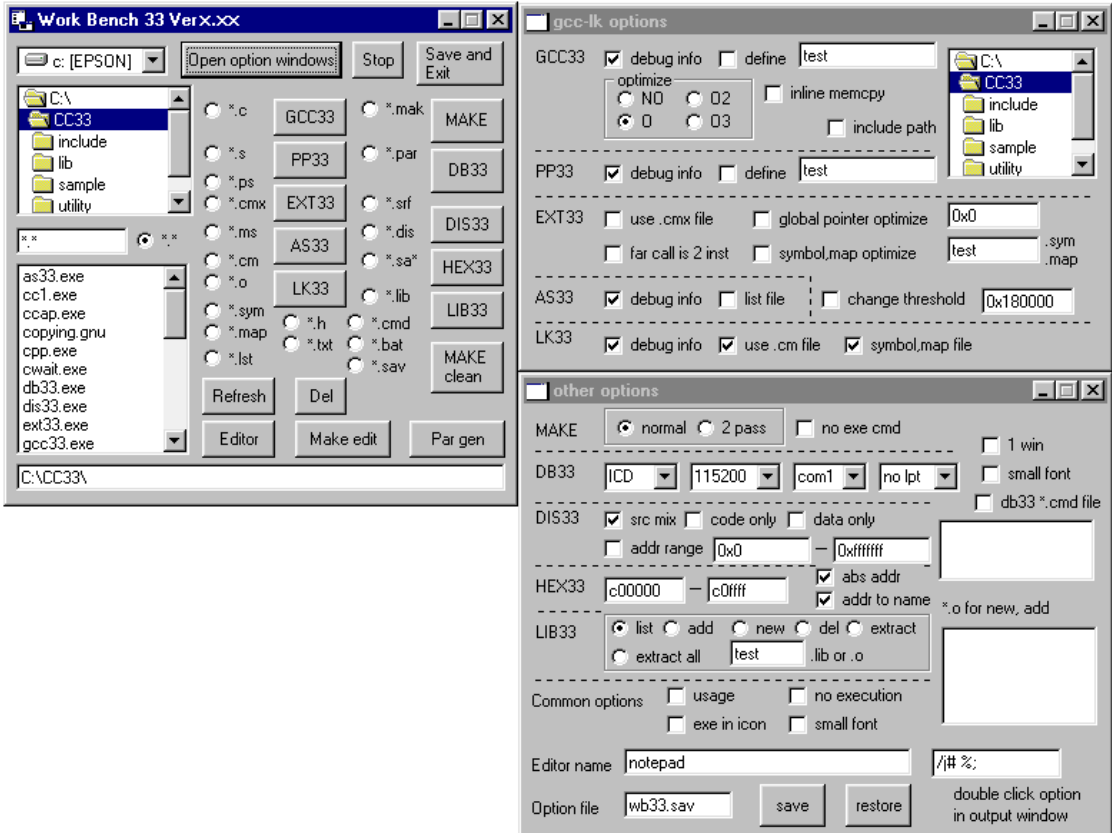 Work Bench 33 Verx.xx
c: [EPSON]
Open option windows
Stop
Save and Exit
C:\
CC33
include
lib
sample
utility
*.*
*.*
as33.exe
cc1.exe
ccap.exe
copying.gnu
cpp.exe
cwait.exe
db33.exe
dis33.exe
ext33.exe
gcc33.exe
*.c
*.s
*.ps
*.cmx
*.ms
*.cm
*.o
*.sym
*.map
*.lst
GCC33
PP33
EXT33
AS33
LK33
*.h
*.txt
*.mak
*.par
*.srf
*.dis
*.sa*
*.lib
*.cmd
*.bat
*.sav
MAKE
DB33
DIS33
HEX33
LIB33
MAKE clean
Refresh
Del
Editor
Make edit
Par gen
C:\CC33\
gcc-lk options
GCC33 debug info define test
optimize
NO O2
O O3
inline memcpy
include path
C:\
CC33
include
lib
sample
utility
PP33 debug info define test
EXT33 use .cmx file global pointer optimize 0x0
far call is 2 inst symbol,map optimize test .sym
.map
AS33 debug info list file change threshold 0x180000
LK33 debug info use .cm file symbol,map file
other options
MAKE normal 2 pass no exe cmd
1 win
DB33 ICD 115200 com1 no lpt small font
db33 *.cmd file
DIS33 src mix code only data only
addr range 0x0 – 0xfffffff
HEX33 c00000 – c0ffff abs addr
addr to name
*.o for new, add
LIB33 list add new del extract
extract all test .lib or .o
Common options usage no execution
exe in icon small font
Editor name notepad /j# %;
Option file wb33.sav save restore
double click option
in output window